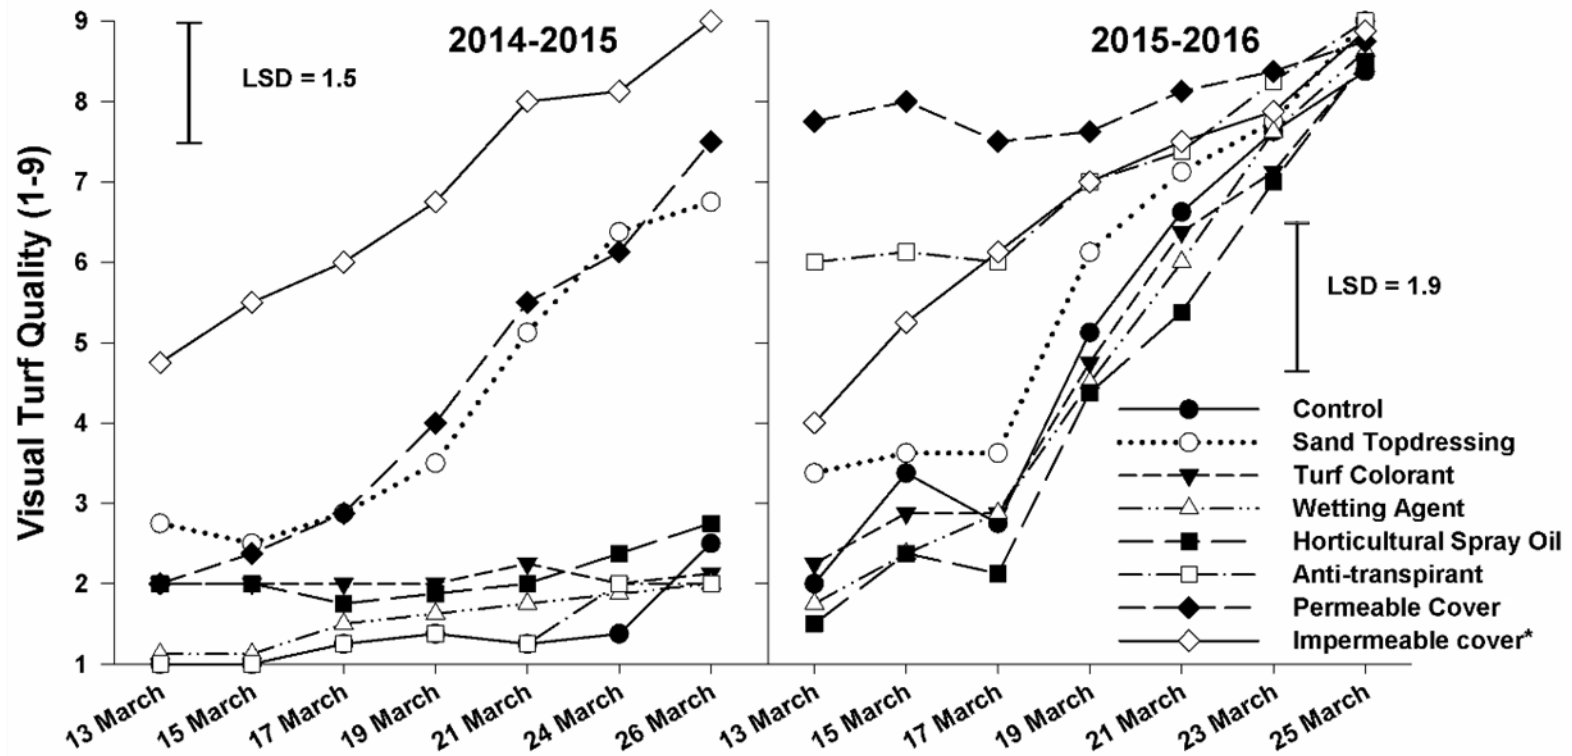 Visual Turf Quality (1-9)
9
8
7
6
5
4
3
2
1
2014-2015
LSD = 1.5
13 March
15 March
17 March
19 March
21 March
24 March
26 March
2015-2016
LSD = 1.9
Control
Sand Topdressing
Turf Colorant
Wetting Agent
Horticultural Spray Oil
Anti-transpirant
Permeable Cover
Impermeable cover*
13 March
15 March
17 March
19 March
21 March
23 March
25 March